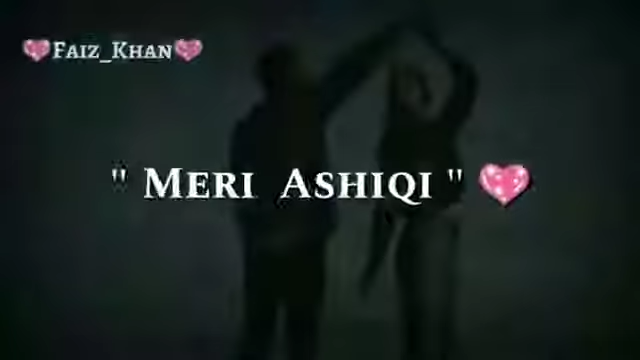 💖Faiz_Khan💖
" Meri Ashiqi " 💖